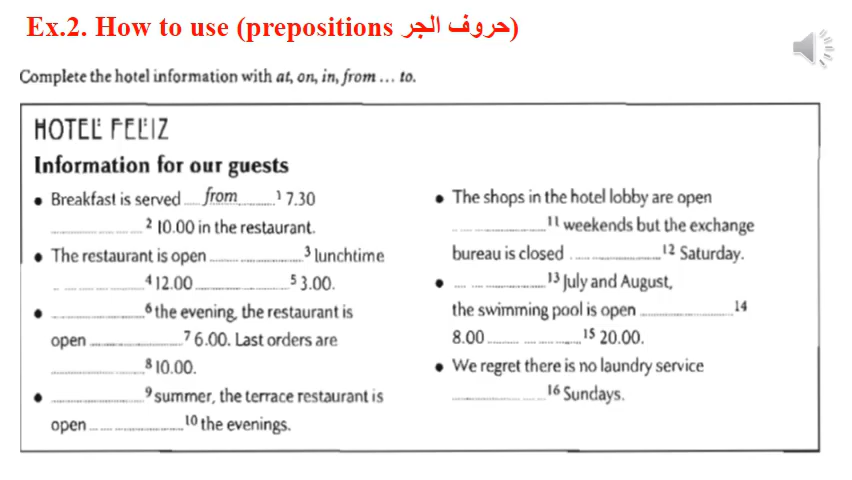 Ex.2. How to use (prepositions حروف الجر)
Complete the hotel information with at, on, in, from ... to.
HOTEL FELIZ
Information for our guests
• Breakfast is served ....from............¹ 7.30
......................² 10.00 in the restaurant.
• The restaurant is open ......................³ lunchtime
......................⁴ 12.00 ......................⁵ 3.00.
• ......................⁶ the evening, the restaurant is
open ......................⁷ 6.00. Last orders are
......................⁸ 10.00.
• ......................⁹ summer, the terrace restaurant is
open ......................¹⁰ the evenings.
• The shops in the hotel lobby are open
......................¹¹ weekends but the exchange
bureau is closed ......................¹² Saturday.
• ......................¹³ July and August,
the swimming pool is open ......................¹⁴
8.00 ......................¹⁵ 20.00.
• We regret there is no laundry service
......................¹⁶ Sundays.